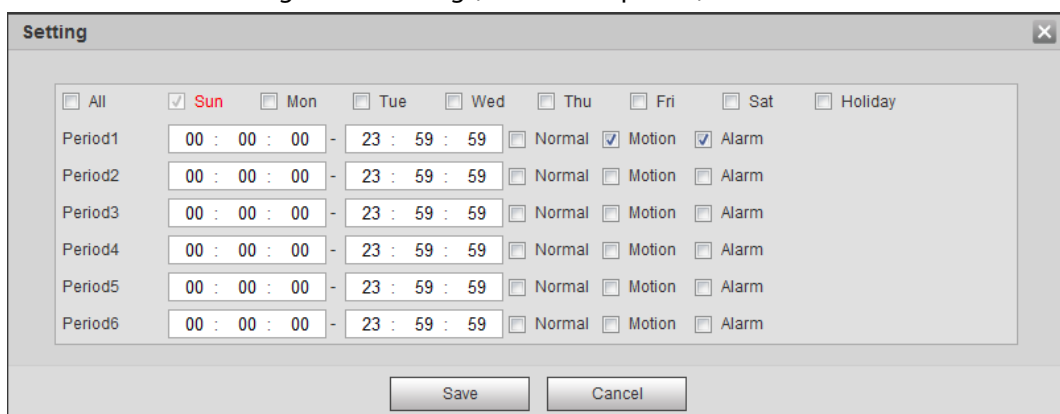 Setting
All Sun Mon Tue Wed Thu Fri Sat Holiday
Period1 00 : 00 : 00 - 23 : 59 : 59 Normal Motion Alarm
Period2 00 : 00 : 00 - 23 : 59 : 59 Normal Motion Alarm
Period3 00 : 00 : 00 - 23 : 59 : 59 Normal Motion Alarm
Period4 00 : 00 : 00 - 23 : 59 : 59 Normal Motion Alarm
Period5 00 : 00 : 00 - 23 : 59 : 59 Normal Motion Alarm
Period6 00 : 00 : 00 - 23 : 59 : 59 Normal Motion Alarm
Save Cancel